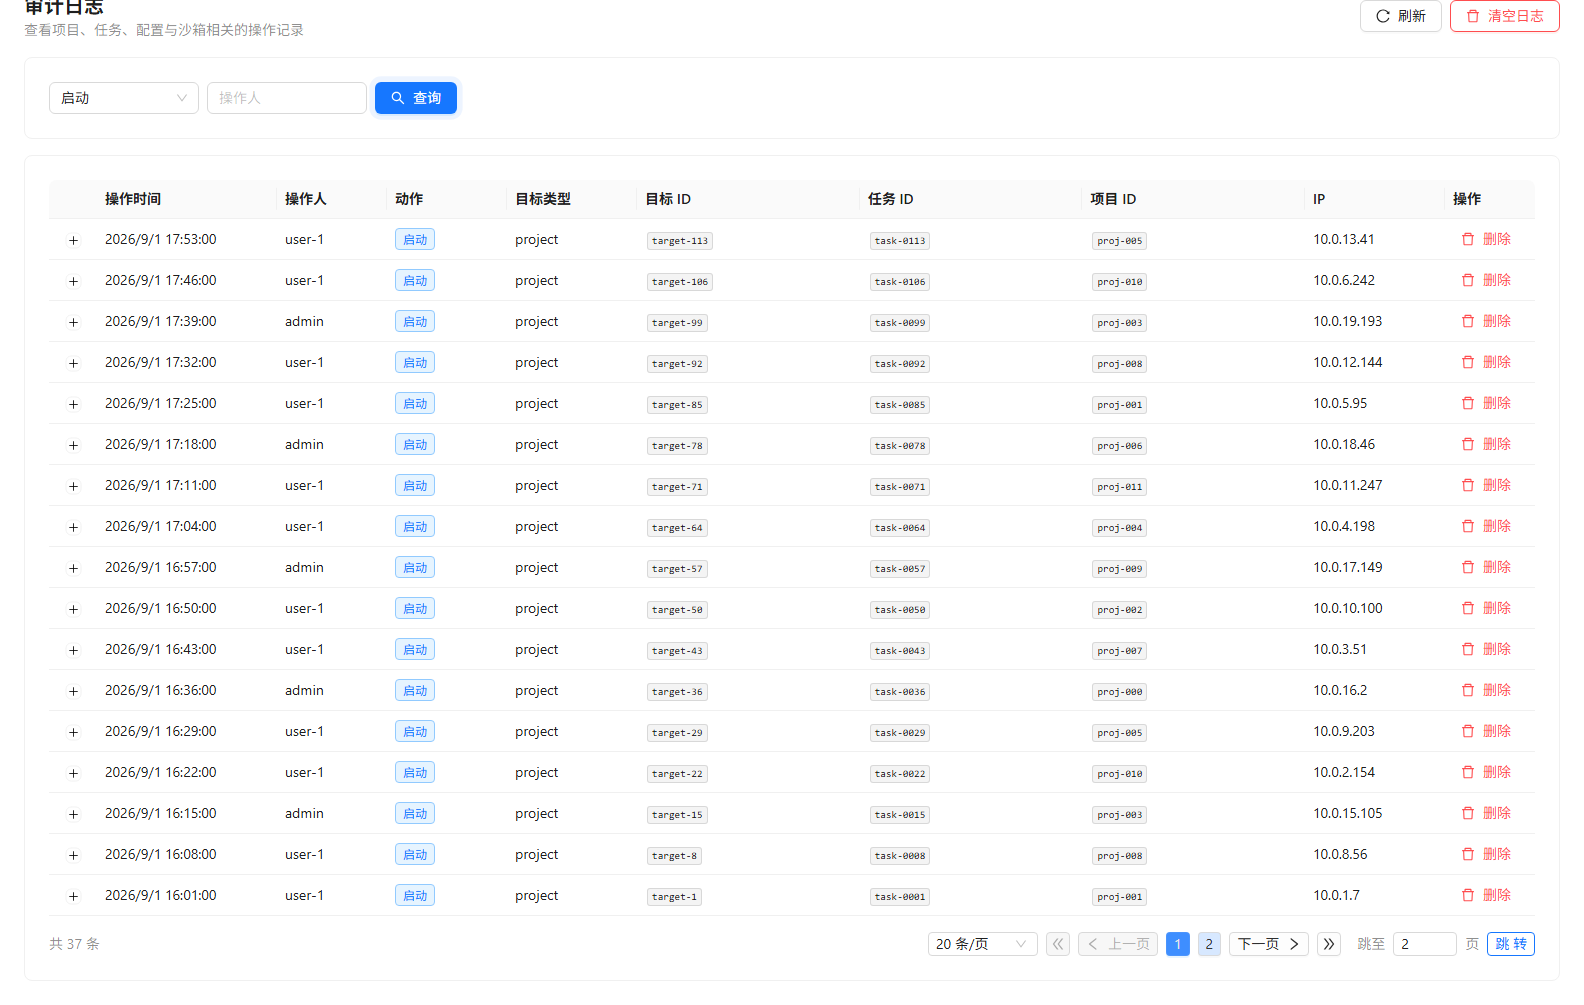 审计日志
查看项目、任务、配置与沙箱相关的操作记录
刷新 清空日志
启动 操作人 查询
操作时间 操作人 动作 目标类型 目标 ID 任务 ID 项目 ID IP 操作
2026/9/1 17:53:00 user-1 启动 project target-113 task-0113 proj-005 10.0.13.41 删除
2026/9/1 17:46:00 user-1 启动 project target-106 task-0106 proj-010 10.0.6.242 删除
2026/9/1 17:39:00 admin 启动 project target-99 task-0099 proj-003 10.0.19.193 删除
2026/9/1 17:32:00 user-1 启动 project target-92 task-0092 proj-008 10.0.12.144 删除
2026/9/1 17:25:00 user-1 启动 project target-85 task-0085 proj-001 10.0.5.95 删除
2026/9/1 17:18:00 admin 启动 project target-78 task-0078 proj-006 10.0.18.46 删除
2026/9/1 17:11:00 user-1 启动 project target-71 task-0071 proj-011 10.0.11.247 删除
2026/9/1 17:04:00 user-1 启动 project target-64 task-0064 proj-004 10.0.4.198 删除
2026/9/1 16:57:00 admin 启动 project target-57 task-0057 proj-009 10.0.17.149 删除
2026/9/1 16:50:00 user-1 启动 project target-50 task-0050 proj-002 10.0.10.100 删除
2026/9/1 16:43:00 user-1 启动 project target-43 task-0043 proj-007 10.0.3.51 删除
2026/9/1 16:36:00 admin 启动 project target-36 task-0036 proj-000 10.0.16.2 删除
2026/9/1 16:29:00 user-1 启动 project target-29 task-0029 proj-005 10.0.9.203 删除
2026/9/1 16:22:00 user-1 启动 project target-22 task-0022 proj-010 10.0.2.154 删除
2026/9/1 16:15:00 admin 启动 project target-15 task-0015 proj-003 10.0.15.105 删除
2026/9/1 16:08:00 user-1 启动 project target-8 task-0008 proj-008 10.0.8.56 删除
2026/9/1 16:01:00 user-1 启动 project target-1 task-0001 proj-001 10.0.1.7 删除
共 37 条 20 条/页 上一页 1 2 下一页 跳至 2 页 跳 转